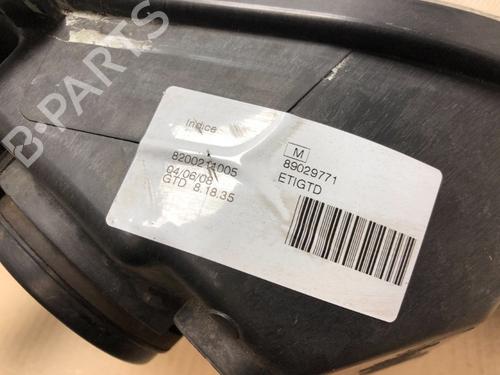 B-PARTS
Indice
8200211005
04/06/08
GTD 8.18.35
M
89029771
ETIGTD